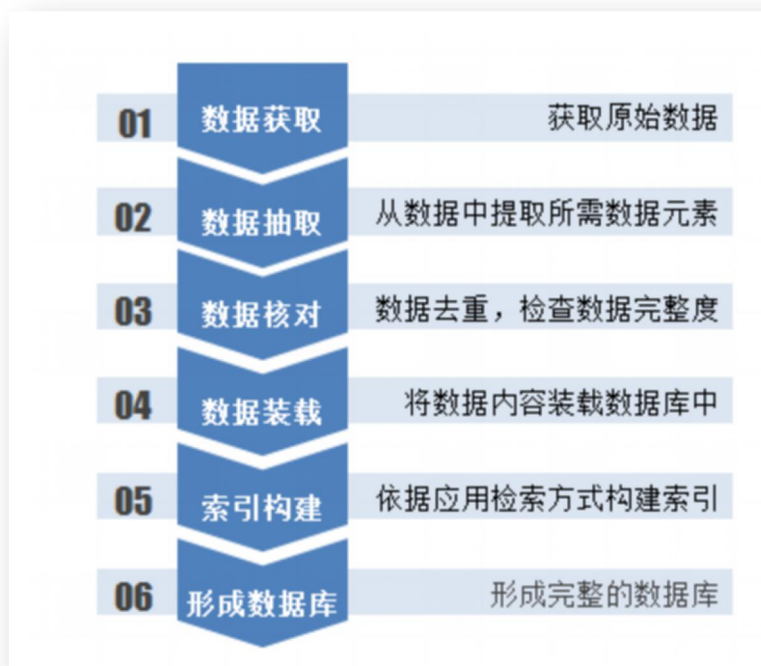 01 数据获取 获取原始数据
02 数据抽取 从数据中提取所需数据元素
03 数据核对 数据去重，检查数据完整度
04 数据装载 将数据内容装载数据库中
05 索引构建 依据应用检索方式构建索引
06 形成数据库 形成完整的数据库